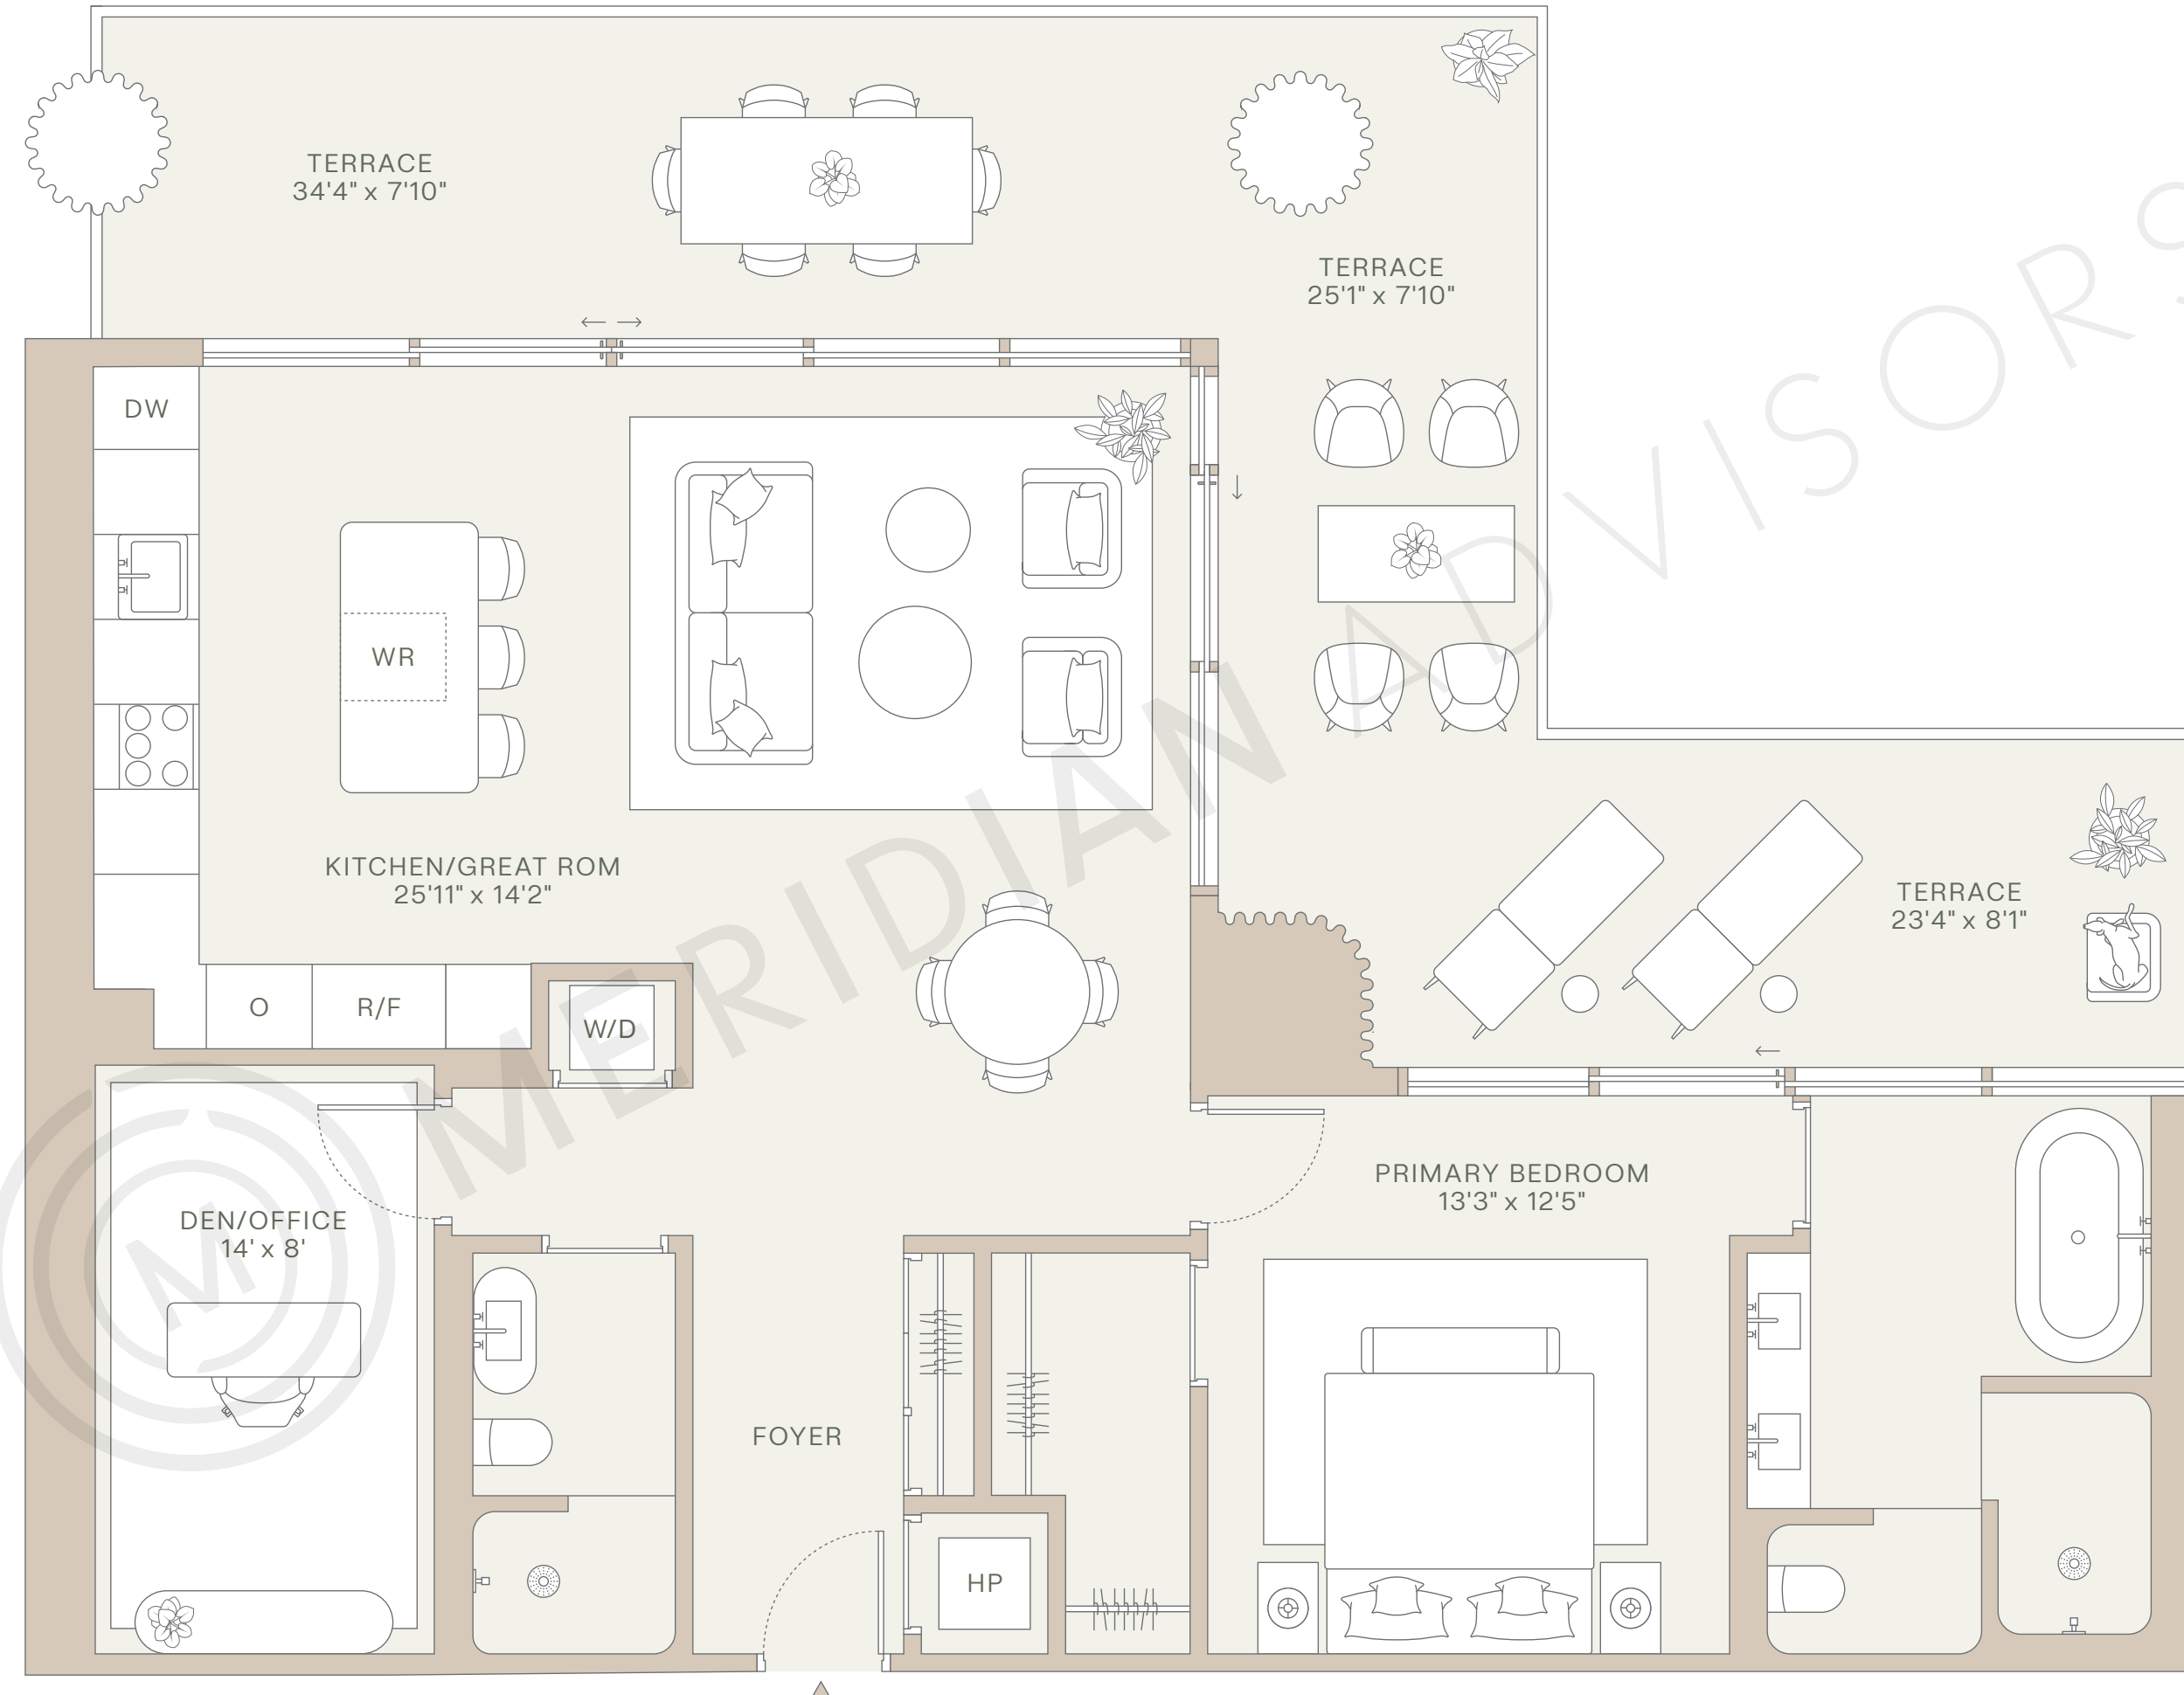 TERRACE
34'4" x 7'10"
TERRACE
25'1" x 7'10"
DW
WR
KITCHEN/GREAT ROM
25'11" x 14'2"
TERRACE
23'4" x 8'1"
O
R/F
W/D
PRIMARY BEDROOM
13'3" x 12'5"
DEN/OFFICE
14' x 8'
FOYER
HP
M MERIDIAN ADVISORS